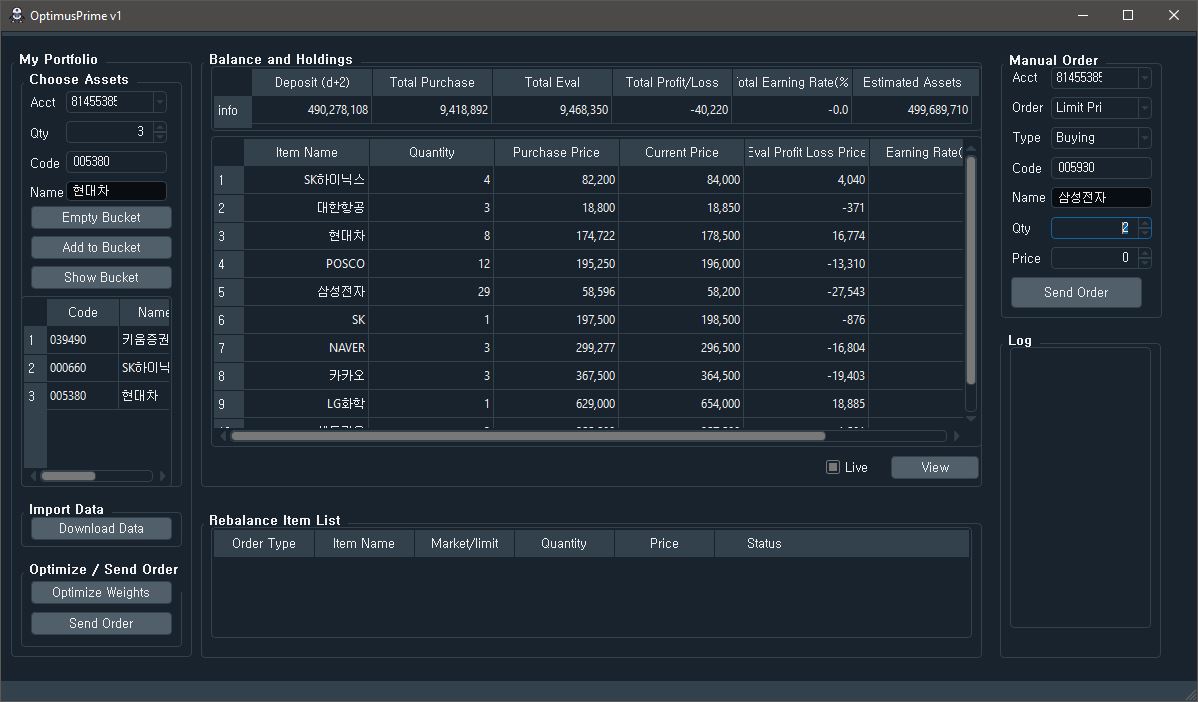 OptimusPrime v1
My Portfolio
Choose Assets
Acct 81455385
Qty 3
Code 005380
Name 현대차
Empty Bucket
Add to Bucket
Show Bucket
Code Name
1 039490 키움증권
2 000660 SK하이닉
3 005380 현대차
Import Data
Download Data
Optimize / Send Order
Optimize Weights
Send Order
Balance and Holdings
Deposit (d+2) Total Purchase Total Eval Total Profit/Loss otal Earning Rate(% Estimated Assets
info 490,278,108 9,418,892 9,468,350 -40,220 -0.0 499,689,710
Item Name Quantity Purchase Price Current Price Eval Profit Loss Price Earning Rate(
1 SK하이닉스 4 82,200 84,000 4,040
2 대한항공 3 18,800 18,850 -371
3 현대차 8 174,722 178,500 16,774
4 POSCO 12 195,250 196,000 -13,310
5 삼성전자 29 58,596 58,200 -27,543
6 SK 1 197,500 198,500 -876
7 NAVER 3 299,277 296,500 -16,804
8 카카오 3 367,500 364,500 -19,403
9 LG화학 1 629,000 654,000 18,885
Live View
Rebalance Item List
Order Type Item Name Market/limit Quantity Price Status
Manual Order
Acct 81455385
Order Limit Pri
Type Buying
Code 005930
Name 삼성전자
Qty 2
Price 0
Send Order
Log